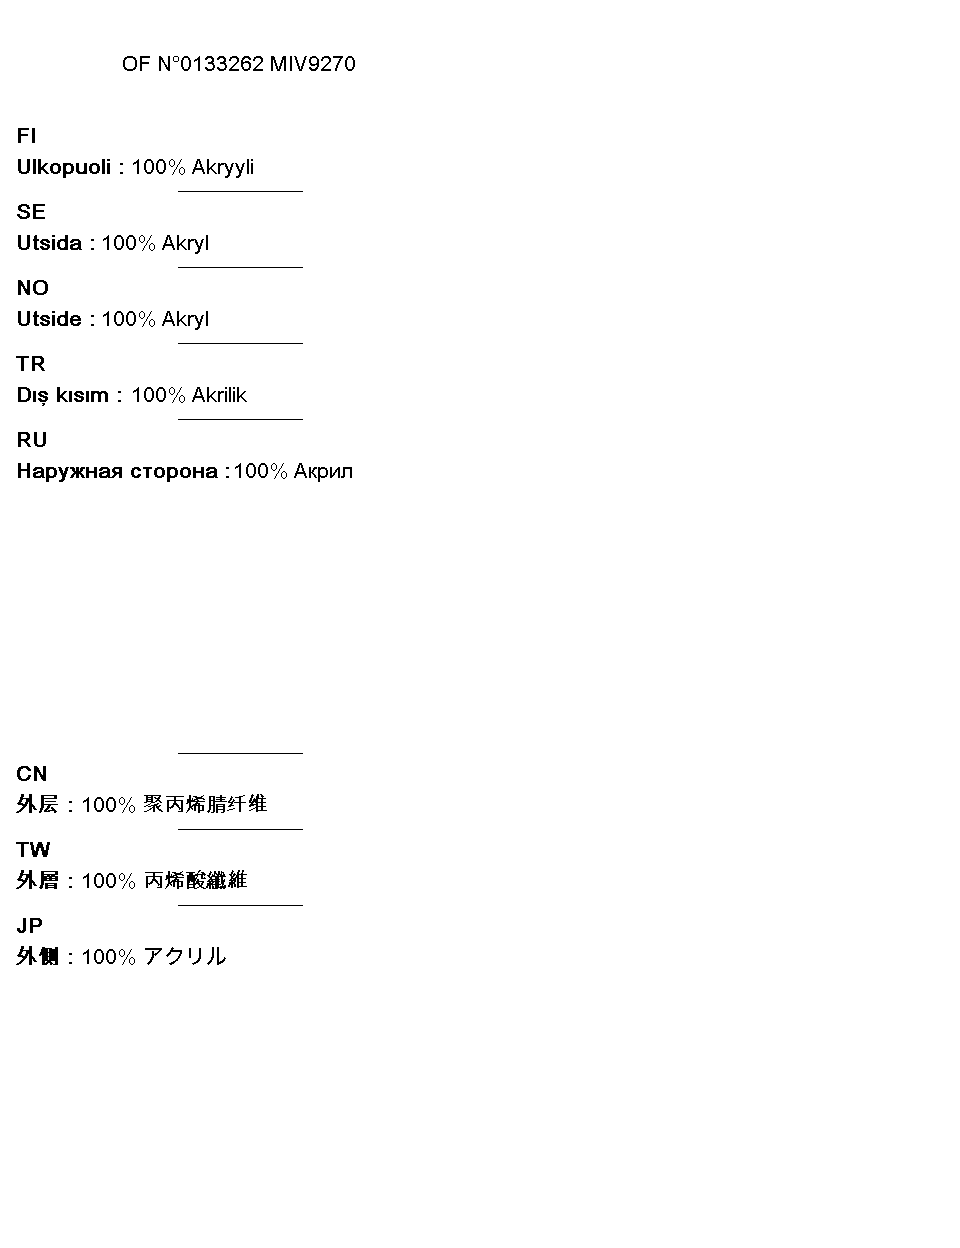 OF N°0133262 MIV9270
FI
Ulkopuoli : 100% Akryyli
SE
Utsida : 100% Akryl
NO
Utside : 100% Akryl
TR
Dış kısım : 100% Akrilik
RU
Наружная сторона : 100% Акрил
CN
外层 : 100% 聚丙烯腈纤维
TW
外層 : 100% 丙烯酸纖維
JP
外側 : 100% アクリル